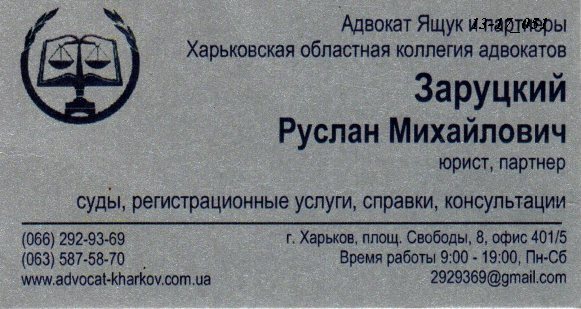 Адвокат Ящук и партнеры
Харьковская областная коллегия адвокатов
Заруцкий
Руслан Михайлович
юрист, партнер
суды, регистрационные услуги, справки, консультации
(066) 292-93-69
(063) 587-58-70
www.advocat-kharkov.com.ua
г. Харьков, площ. Свободы, 8, офис 401/5
Время работы 9:00 - 19:00, Пн-Сб
2929369@gmail.com